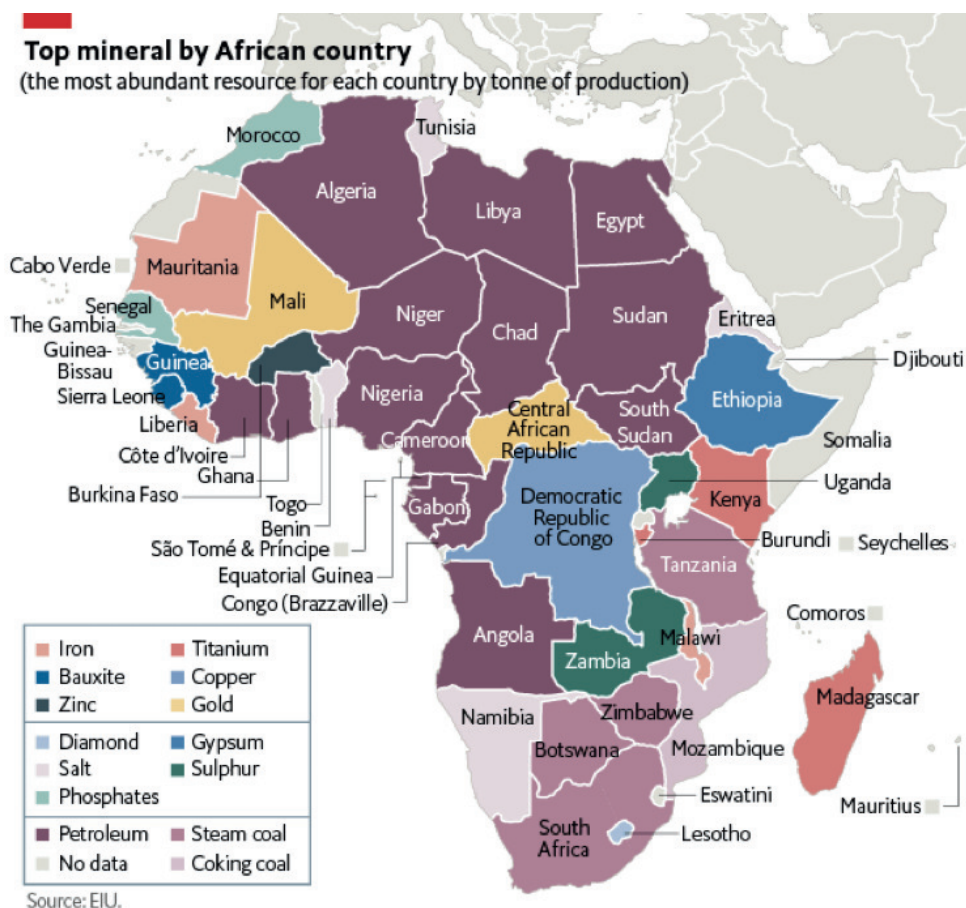 Top mineral by African country
(the most abundant resource for each country by tonne of production)
Morocco
Tunisia
Algeria
Libya
Egypt
Cabo Verde
Mauritania
Mali
Niger
Chad
Sudan
Eritrea
Senegal
The Gambia
Guinea-
Bissau
Guinea
Sierra Leone
Liberia
Côte d'Ivoire
Ghana
Burkina Faso
Togo
Benin
Nigeria
Cameroon
Central
African
Republic
South
Sudan
Ethiopia
Djibouti
Somalia
Uganda
Kenya
São Tomé & Príncipe
Equatorial Guinea
Congo (Brazzaville)
Gabon
Democratic
Republic
of Congo
Burundi
Seychelles
Tanzania
Comoros
Angola
Zambia
Malawi
Madagascar
Namibia
Zimbabwe
Botswana
Mozambique
Mauritius
Eswatini
South
Africa
Lesotho
Iron
Titanium
Bauxite
Copper
Zinc
Gold
Diamond
Gypsum
Salt
Sulphur
Phosphates
Petroleum
Steam coal
No data
Coking coal
Source: EIU.